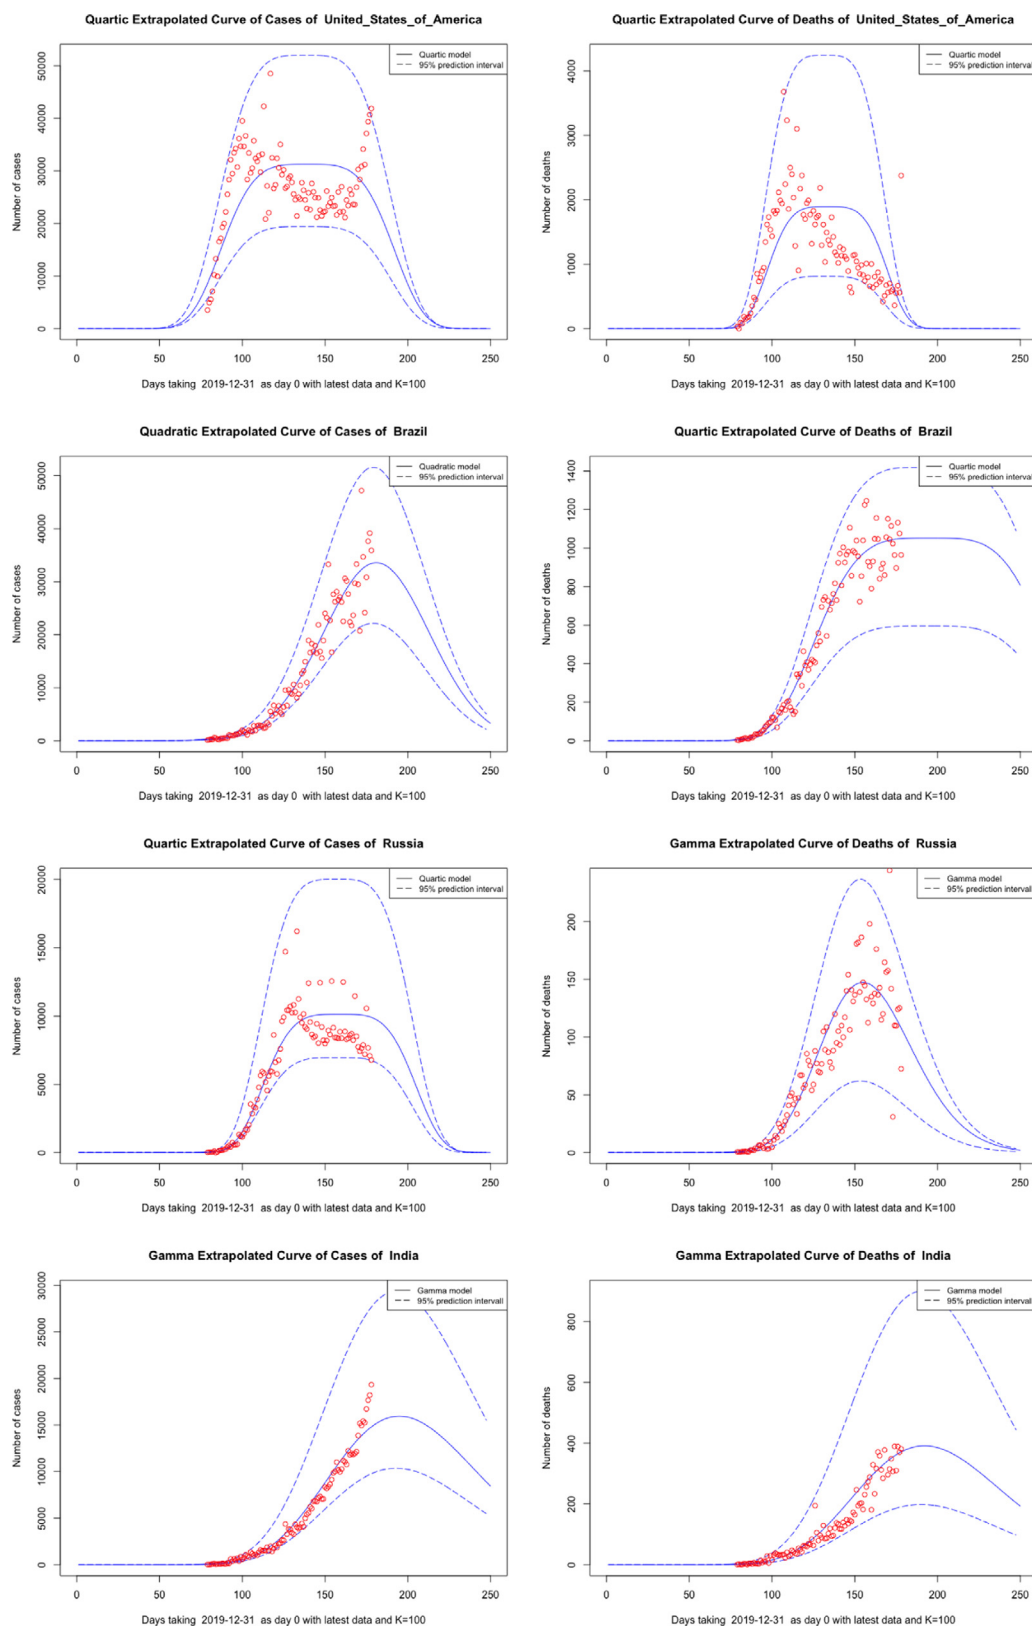 Quartic Extrapolated Curve of Cases of United_States_of_America
Quartic model
95% prediction interval
Number of cases
0 10000 20000 30000 40000 50000
0 50 100 150 200 250
Days taking 2019-12-31 as day 0 with latest data and K=100
Quartic Extrapolated Curve of Deaths of United_States_of_America
Quartic model
95% prediction interval
Number of deaths
0 1000 2000 3000 4000
0 50 100 150 200 250
Days taking 2019-12-31 as day 0 with latest data and K=100
Quadratic Extrapolated Curve of Cases of Brazil
Quadratic model
95% prediction interval
Number of cases
0 10000 20000 30000 40000 50000
0 50 100 150 200 250
Days taking 2019-12-31 as day 0 with latest data and K=100
Quartic Extrapolated Curve of Deaths of Brazil
Quartic model
95% prediction interval
Number of deaths
0 200 400 600 800 1000 1200 1400
0 50 100 150 200 250
Days taking 2019-12-31 as day 0 with latest data and K=100
Quartic Extrapolated Curve of Cases of Russia
Quartic model
95% prediction interval
Number of cases
0 5000 10000 15000 20000
0 50 100 150 200 250
Days taking 2019-12-31 as day 0 with latest data and K=100
Gamma Extrapolated Curve of Deaths of Russia
Gamma model
95% prediction interval
Number of deaths
0 50 100 150 200
0 50 100 150 200 250
Days taking 2019-12-31 as day 0 with latest data and K=100
Gamma Extrapolated Curve of Cases of India
Gamma model
95% prediction intervall
Number of cases
0 5000 10000 15000 20000 25000 30000
0 50 100 150 200 250
Days taking 2019-12-31 as day 0 with latest data and K=100
Gamma Extrapolated Curve of Deaths of India
Gamma model
95% prediction intervall
Number of deaths
0 200 400 600 800
0 50 100 150 200 250
Days taking 2019-12-31 as day 0 with latest data and K=100